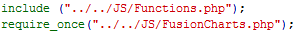 include ("../../JS/Functions.php");
require_once("../../JS/FusionCharts.php");